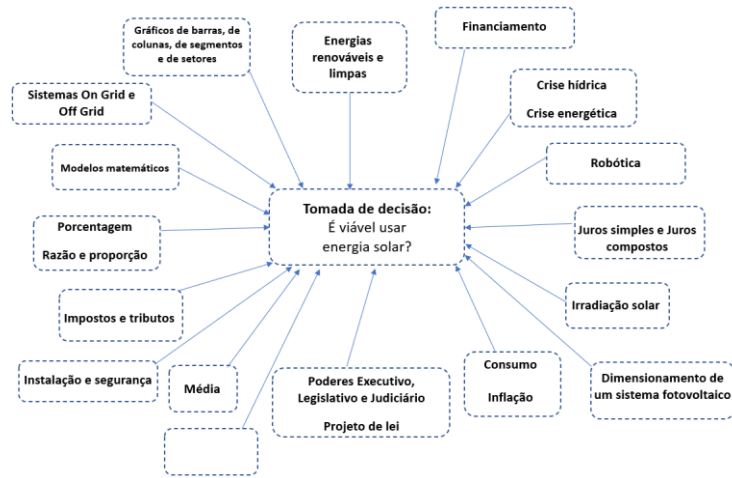 Gráficos de barras, de
colunas, de segmentos
e de setores
Energias
renováveis e
limpas
Financiamento
Sistemas On Grid e
Off Grid
Crise hídrica
Crise energética
Modelos matemáticos
Robótica
Tomada de decisão:
É viável usar
energia solar?
Porcentagem
Razão e proporção
Juros simples e Juros
compostos
Impostos e tributos
Irradiação solar
Instalação e segurança
Média
Poderes Executivo,
Legislativo e Judiciário
Projeto de lei
Consumo
Inflação
Dimensionamento de
um sistema fotovoltaico